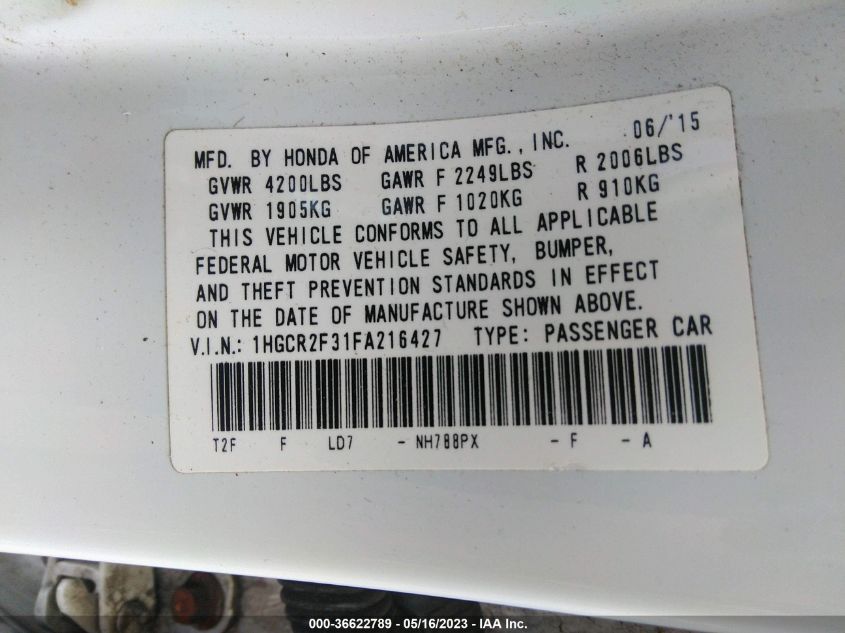 MFD. BY HONDA OF AMERICA MFG., INC. 06/'15
GVWR 4200LBS GAWR F 2249LBS R 2006LBS
GVWR 1905KG GAWR F 1020KG R 910KG
THIS VEHICLE CONFORMS TO ALL APPLICABLE
FEDERAL MOTOR VEHICLE SAFETY, BUMPER,
AND THEFT PREVENTION STANDARDS IN EFFECT
ON THE DATE OF MANUFACTURE SHOWN ABOVE.
V.I.N.: 1HGCR2F31FA216427 TYPE: PASSENGER CAR
T2F F LD7 - NH788PX - F - A
000-36622789 - 05/16/2023 - IAA Inc.